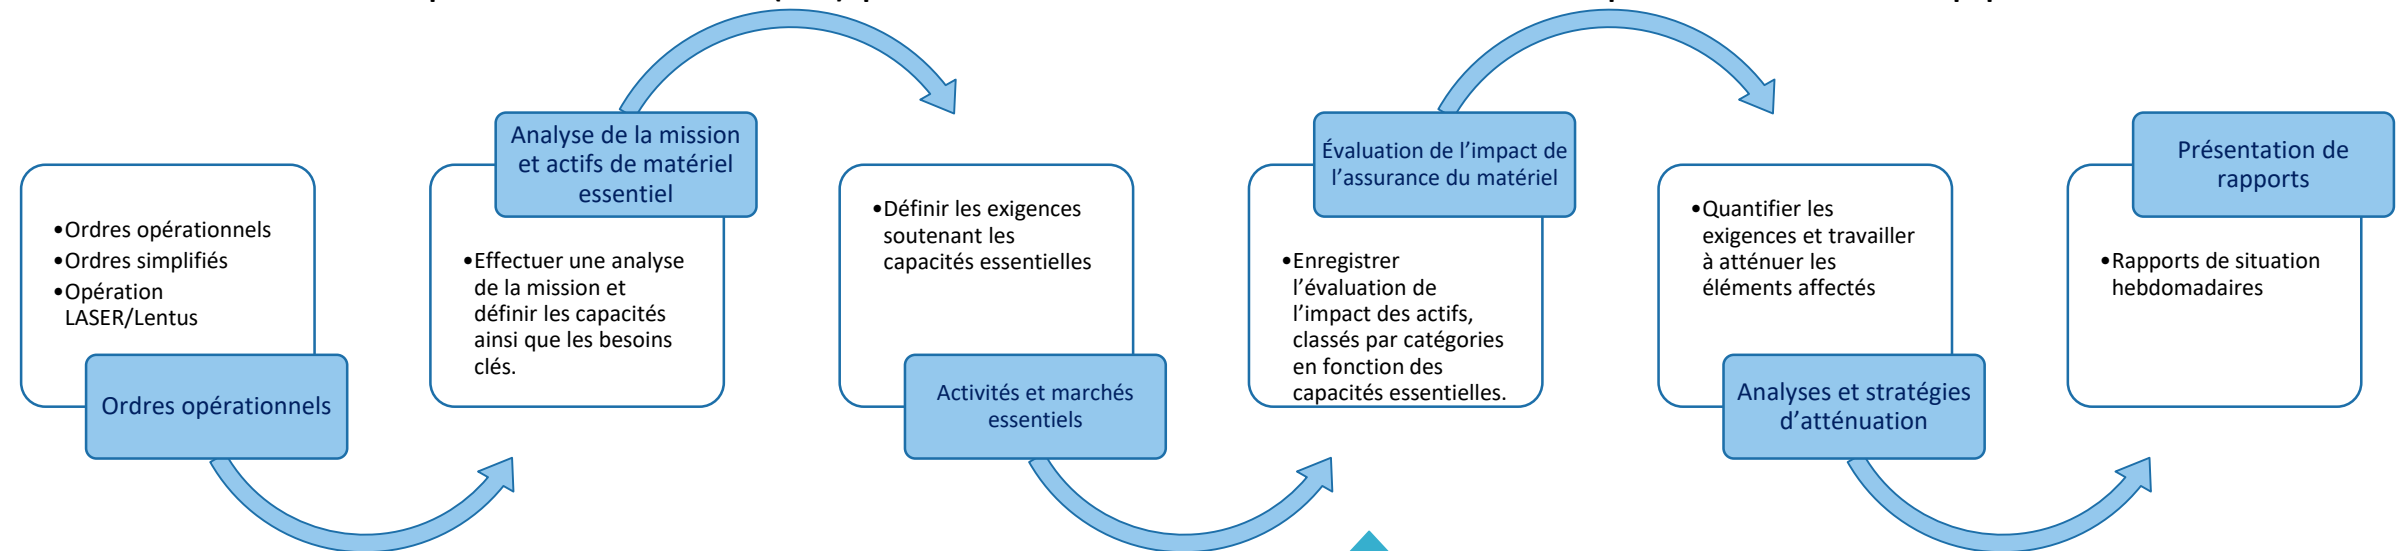 •Ordres opérationnels
•Ordres simplifiés
•Opération
LASER/Lentus
Ordres opérationnels
Analyse de la mission
et actifs de matériel
essentiel
•Effectuer une analyse
de la mission et
définir les capacités
ainsi que les besoins
clés.
•Définir les exigences
soutenant les
capacités essentielles
Activités et marchés
essentiels
Évaluation de l’impact de
l’assurance du matériel
•Enregistrer
l’évaluation de
l’impact des actifs,
classés par catégories
en fonction des
capacités essentielles.
•Quantifier les
exigences et travailler
à atténuer les
éléments affectés
Analyses et stratégies
d’atténuation
Présentation de
rapports
•Rapports de situation
hebdomadaires